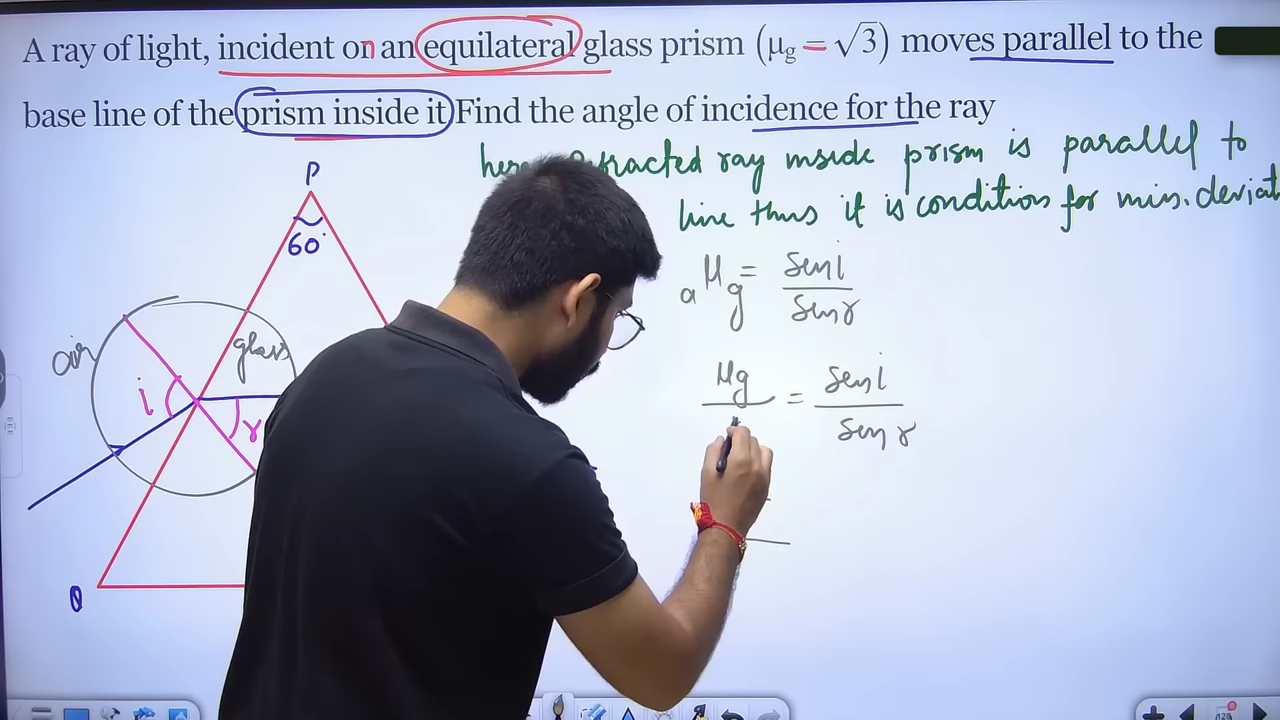 A ray of light, incident on an equilateral glass prism (μg = √3) moves parallel to the
base line of the prism inside it Find the angle of incidence for the ray
refracted ray inside prism is parallel to
line thus it is condition for min. deviat
P
60°
aμg = sin i / sin r
air
glass
μg / = sin i / sin r
i
r
Q